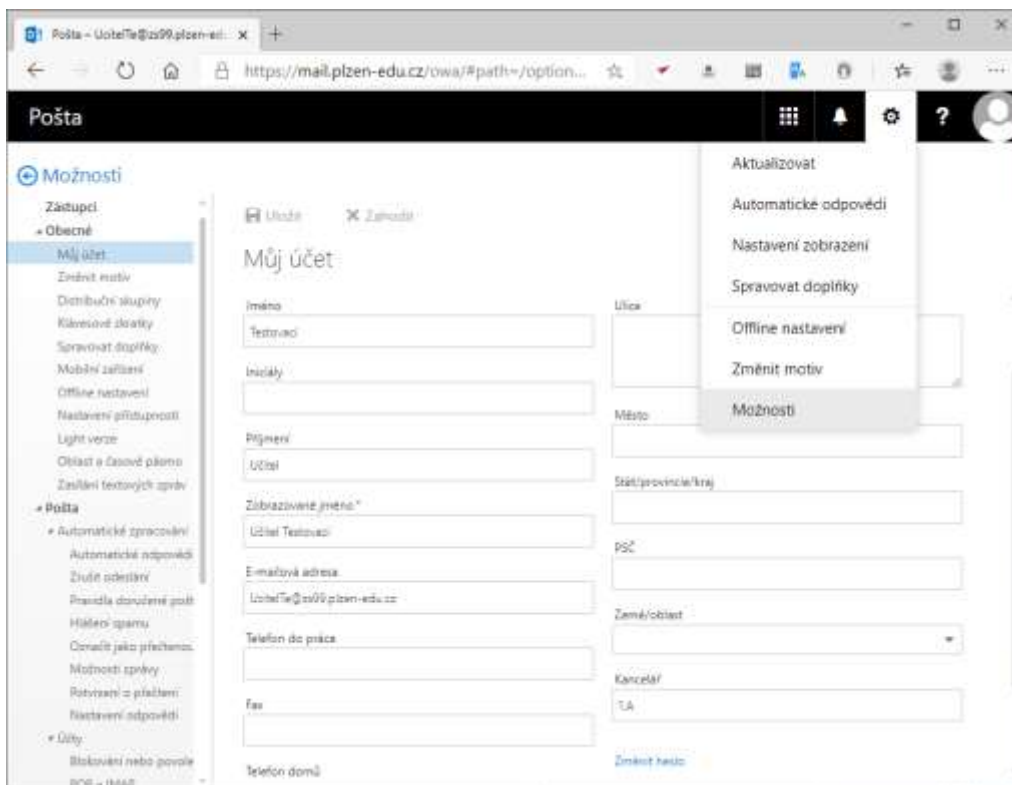 Pošta – UcitelTe@zs99.plzen-ed
https://mail.plzen-edu.cz/owa/#path=/option...
Pošta
?
Možnosti
Zástupci
Obecné
Můj účet
Změnit motiv
Distribuční skupiny
Klávesové zkratky
Spravovat doplňky
Mobilní zařízení
Offline nastavení
Nastavení přístupnosti
Light verze
Oblast a časové pásmo
Zasílání textových zpráv
Pošta
Automatické zpracování
Automatické odpovědi
Zrušit odeslání
Pravidla doručené pošt
Hlášení spamu
Označit jako přečtenou
Možnosti zprávy
Potvrzení o přečtení
Nastavení odpovědi
Účty
Blokování nebo povole
POP a IMAP
Uložit
Zahodit
Můj účet
Jméno
Testovací
Iniciály
Příjmení
Učitel
Zobrazované jméno *
Učitel Testovací
E-mailová adresa
UcitelTe@zs99.plzen-edu.cz
Telefon do práce
Fax
Telefon domů
Ulice
Město
Stát/provincie/kraj
PSČ
Země/oblast
Kancelář
1.A
Změnit heslo
Aktualizovat
Automatické odpovědi
Nastavení zobrazení
Spravovat doplňky
Offline nastavení
Změnit motiv
Možnosti